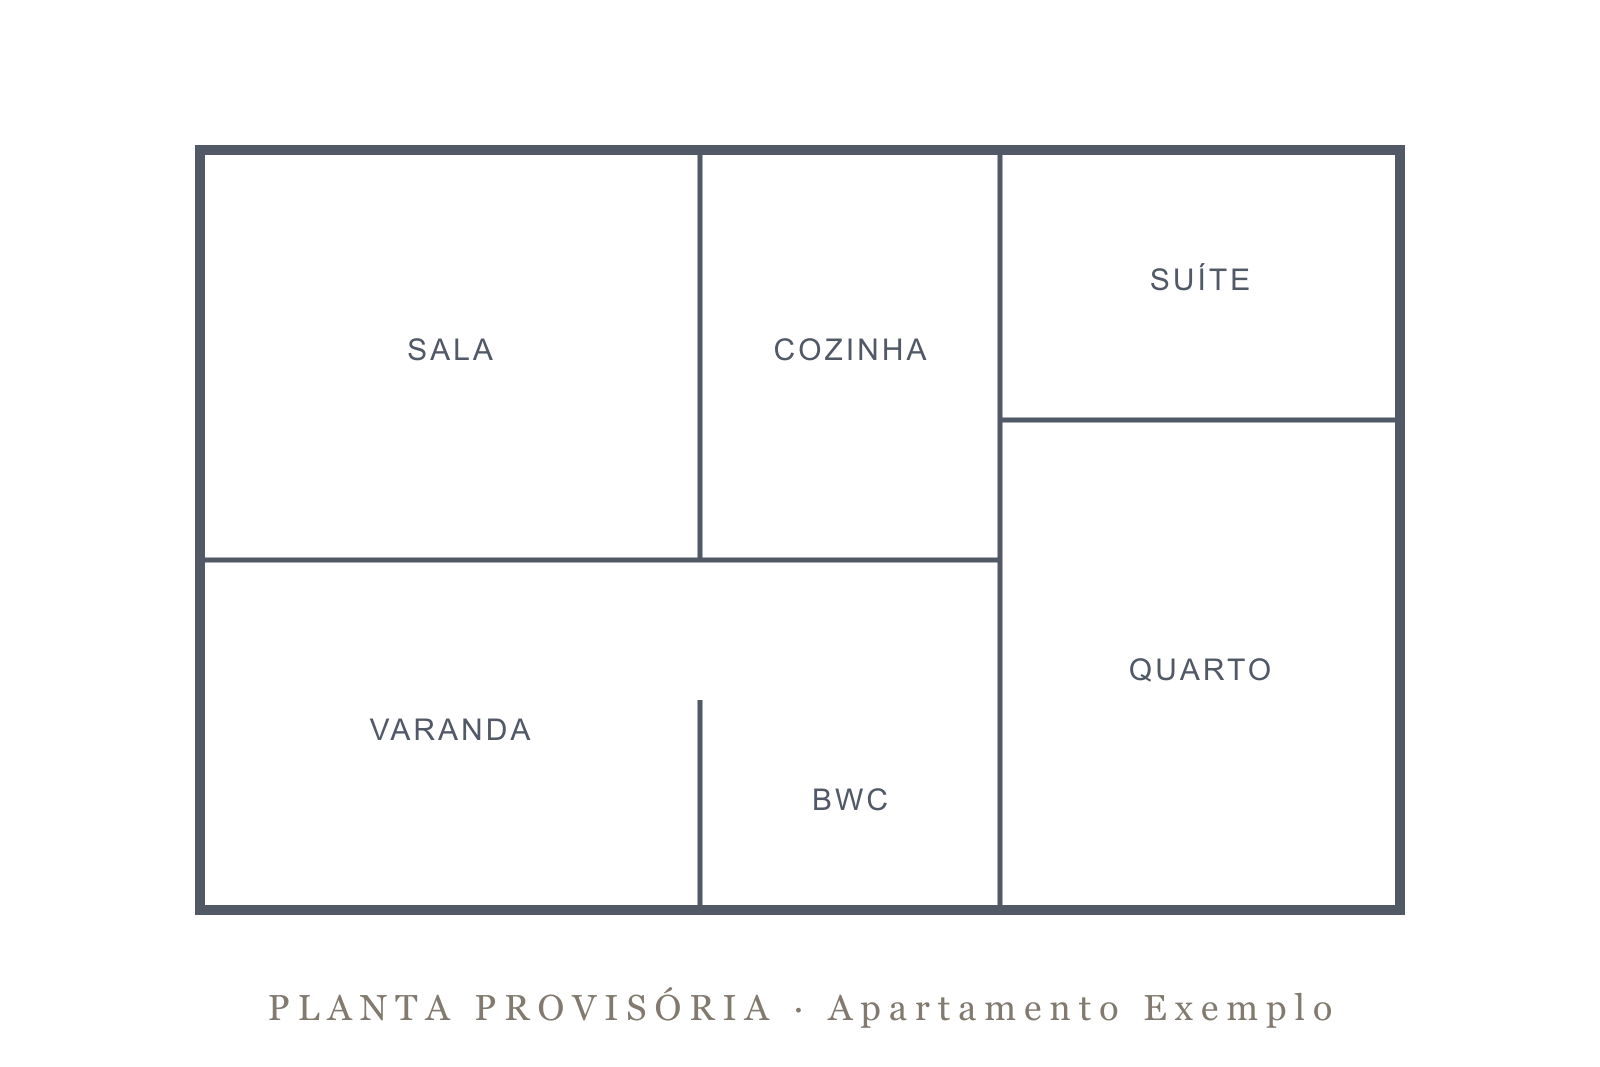 SUÍTE
SALA
COZINHA
QUARTO
VARANDA
BWC
PLANTA PROVISÓRIA · Apartamento Exemplo